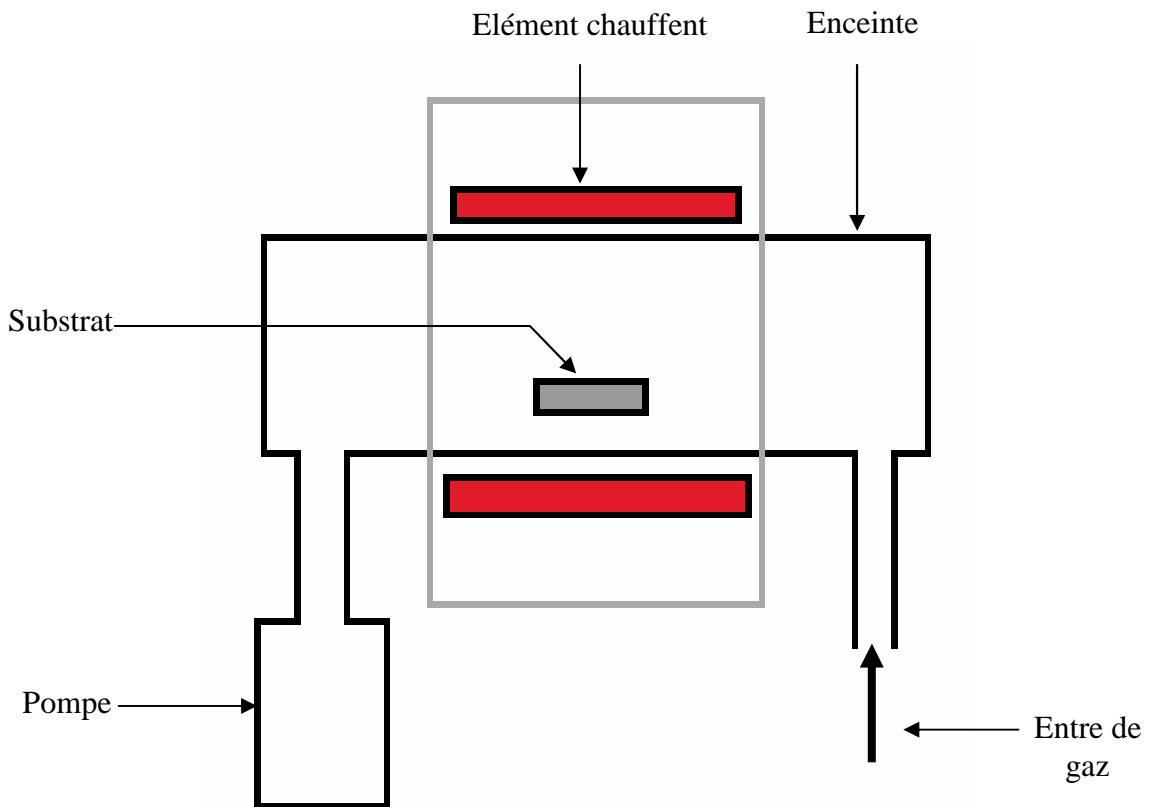 Elément chauffent
Enceinte
Substrat
Pompe
Entre de
gaz